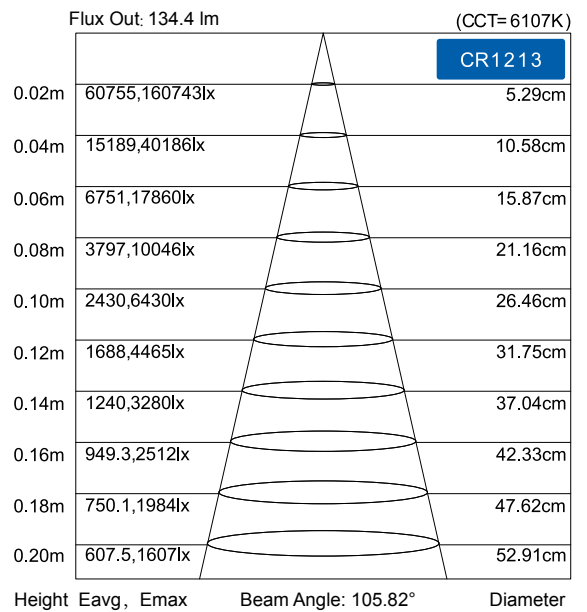 Flux Out: 134.4 lm (CCT= 6107K)
CR1213
0.02m 60755,160743lx 5.29cm
0.04m 15189,40186lx 10.58cm
0.06m 6751,17860lx 15.87cm
0.08m 3797,10046lx 21.16cm
0.10m 2430,6430lx 26.46cm
0.12m 1688,4465lx 31.75cm
0.14m 1240,3280lx 37.04cm
0.16m 949.3,2512lx 42.33cm
0.18m 750.1,1984lx 47.62cm
0.20m 607.5,1607lx 52.91cm
Height Eavg, Emax Beam Angle: 105.82° Diameter